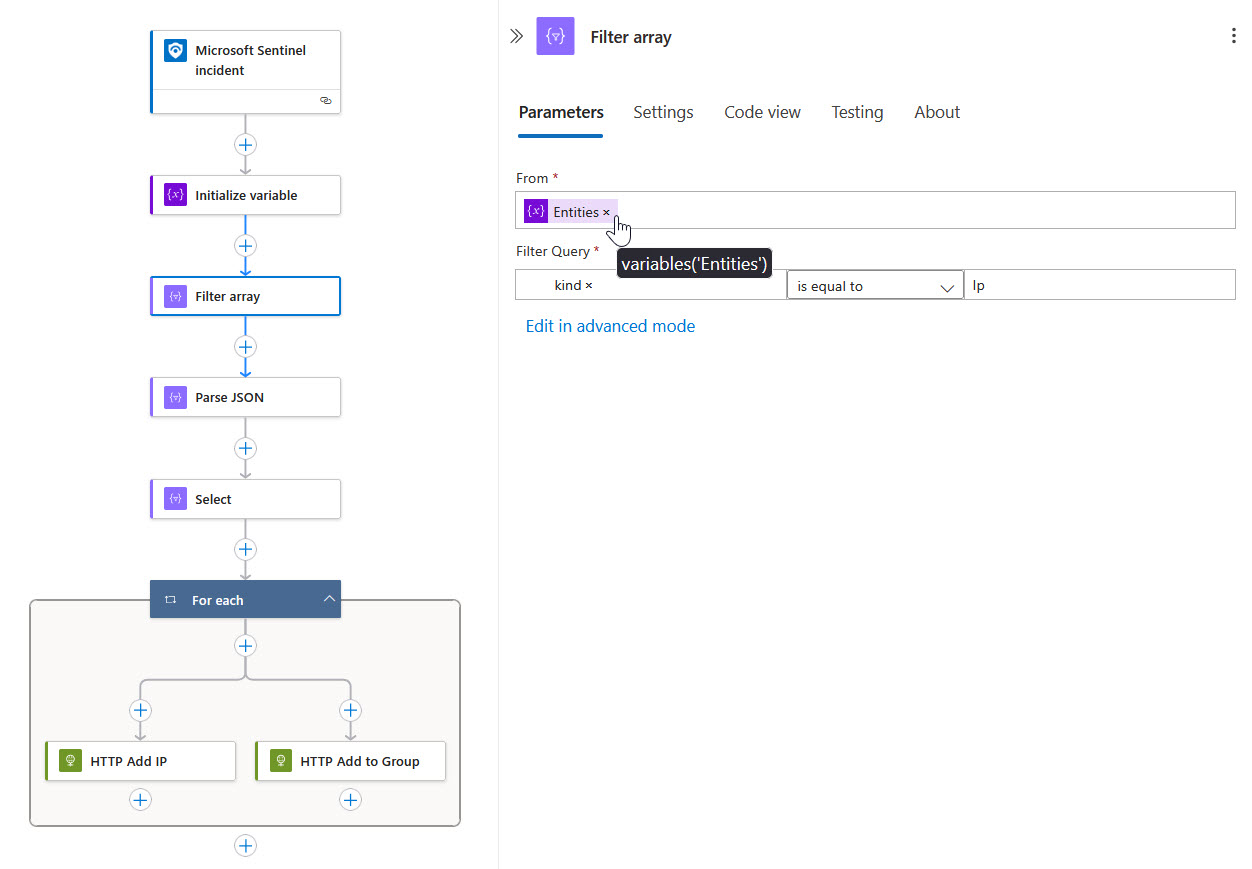 Microsoft Sentinel
incident
Initialize variable
Filter array
Parse JSON
Select
For each
HTTP Add IP
HTTP Add to Group
Filter array
Parameters Settings Code view Testing About
From *
{x} Entities ×
Filter Query *
variables('Entities')
kind × is equal to Ip
Edit in advanced mode